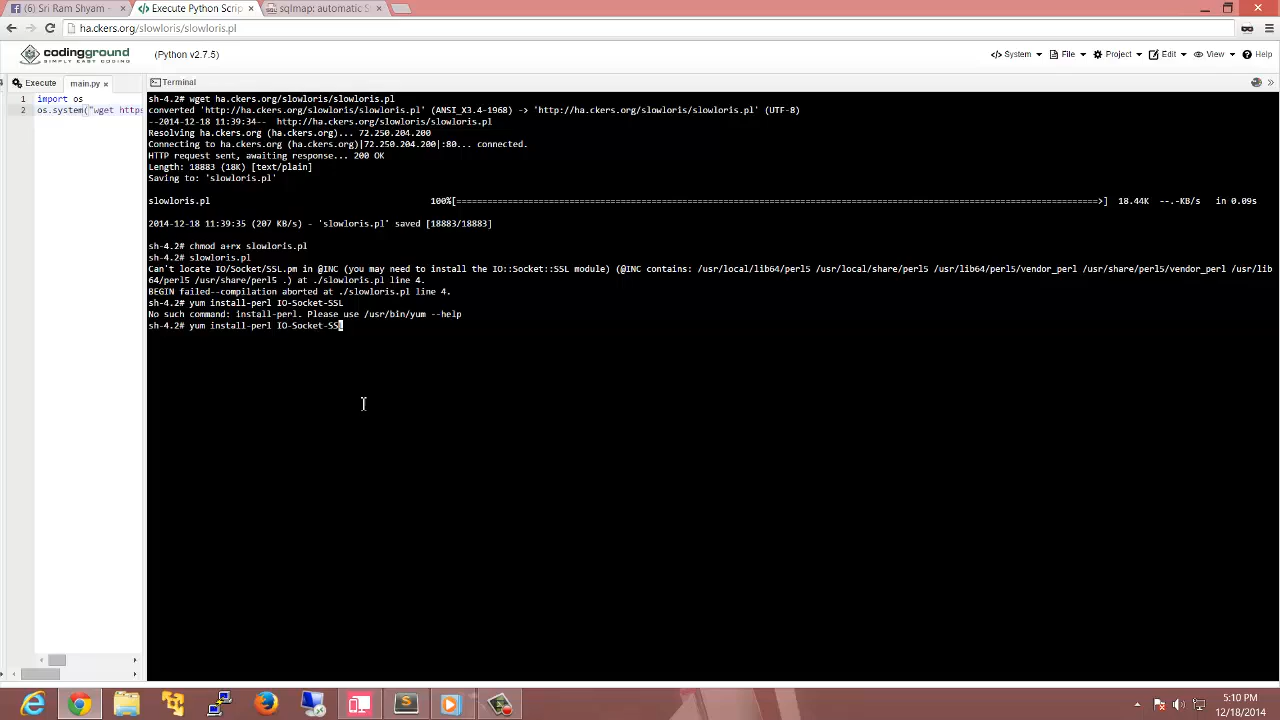 (6) Sri Ram Shyam - × Execute Python Scrip × sqlmap: automatic S ×
ha.ckers.org/slowloris/slowloris.pl
codingground
SIMPLY EASY CODING
(Python v2.7.5)
System File Project Edit View Help
Execute main.py × Terminal
1 import os
2 os.system("wget https
sh-4.2# wget ha.ckers.org/slowloris/slowloris.pl
converted 'http://ha.ckers.org/slowloris/slowloris.pl' (ANSI_X3.4-1968) -> 'http://ha.ckers.org/slowloris/slowloris.pl' (UTF-8)
--2014-12-18 11:39:34-- http://ha.ckers.org/slowloris/slowloris.pl
Resolving ha.ckers.org (ha.ckers.org)... 72.250.204.200
Connecting to ha.ckers.org (ha.ckers.org)|72.250.204.200|:80... connected.
HTTP request sent, awaiting response... 200 OK
Length: 18883 (18K) [text/plain]
Saving to: 'slowloris.pl'
slowloris.pl 100%[=====================================================================================================>] 18.44K --.-KB/s in 0.09s
2014-12-18 11:39:35 (207 KB/s) - 'slowloris.pl' saved [18883/18883]
sh-4.2# chmod a+rx slowloris.pl
sh-4.2# slowloris.pl
Can't locate IO/Socket/SSL.pm in @INC (you may need to install the IO::Socket::SSL module) (@INC contains: /usr/local/lib64/perl5 /usr/local/share/perl5 /usr/lib64/perl5/vendor_perl /usr/share/perl5/vendor_perl /usr/lib
64/perl5 /usr/share/perl5 .) at ./slowloris.pl line 4.
BEGIN failed--compilation aborted at ./slowloris.pl line 4.
sh-4.2# yum install-perl IO-Socket-SSL
No such command: install-perl. Please use /usr/bin/yum --help
sh-4.2# yum install-perl IO-Socket-SSL
5:10 PM
12/18/2014